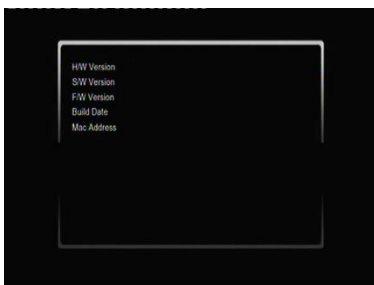 H/W Version
S/W Version
F/W Version
Build Date
Mac Address